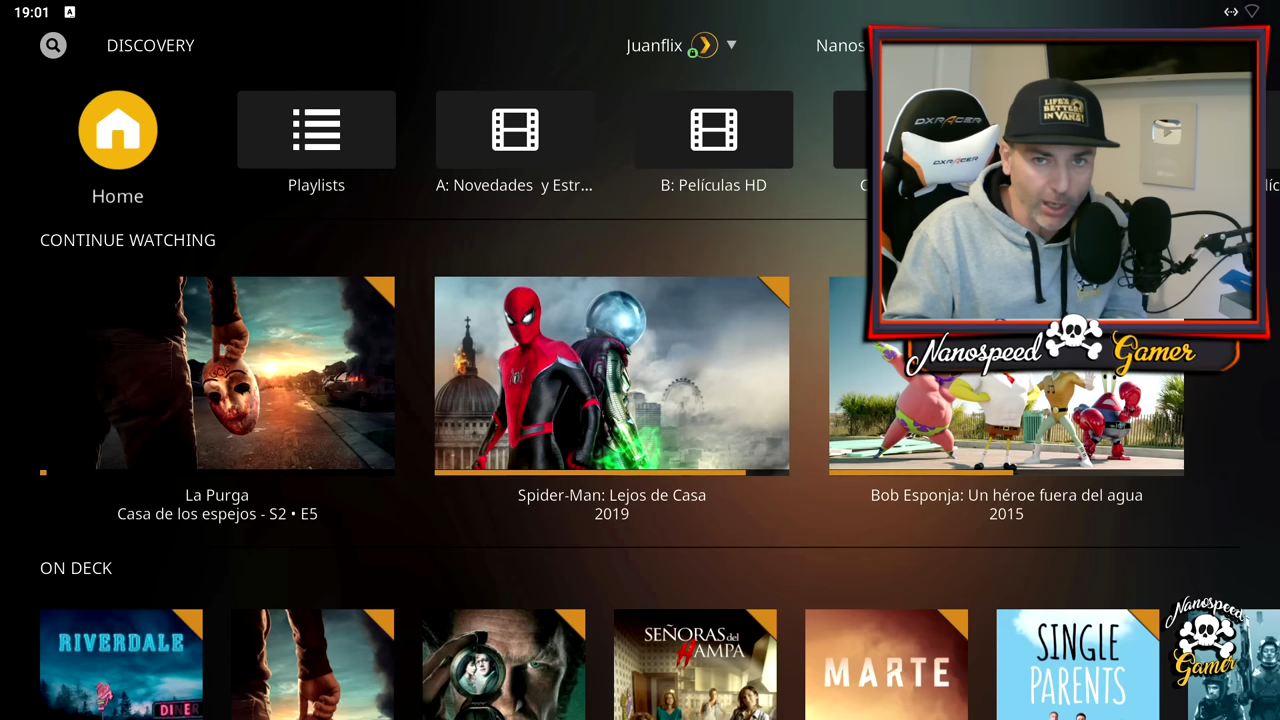 19:01 A
DISCOVERY
Juanflix
Nanos
Home
Playlists
A: Novedades y Estr...
B: Películas HD
CONTINUE WATCHING
DXRACER
DXRACER
LIFE'S
BETTER
IN VANS!
Nanospeed Gamer
La Purga
Casa de los espejos - S2 • E5
Spider-Man: Lejos de Casa
2019
Bob Esponja: Un héroe fuera del agua
2015
ON DECK
RIVERDALE
DINER
SEÑORAS del
HAMPA
MARTE
SINGLE
PARENTS
Nanospeed
Gamer